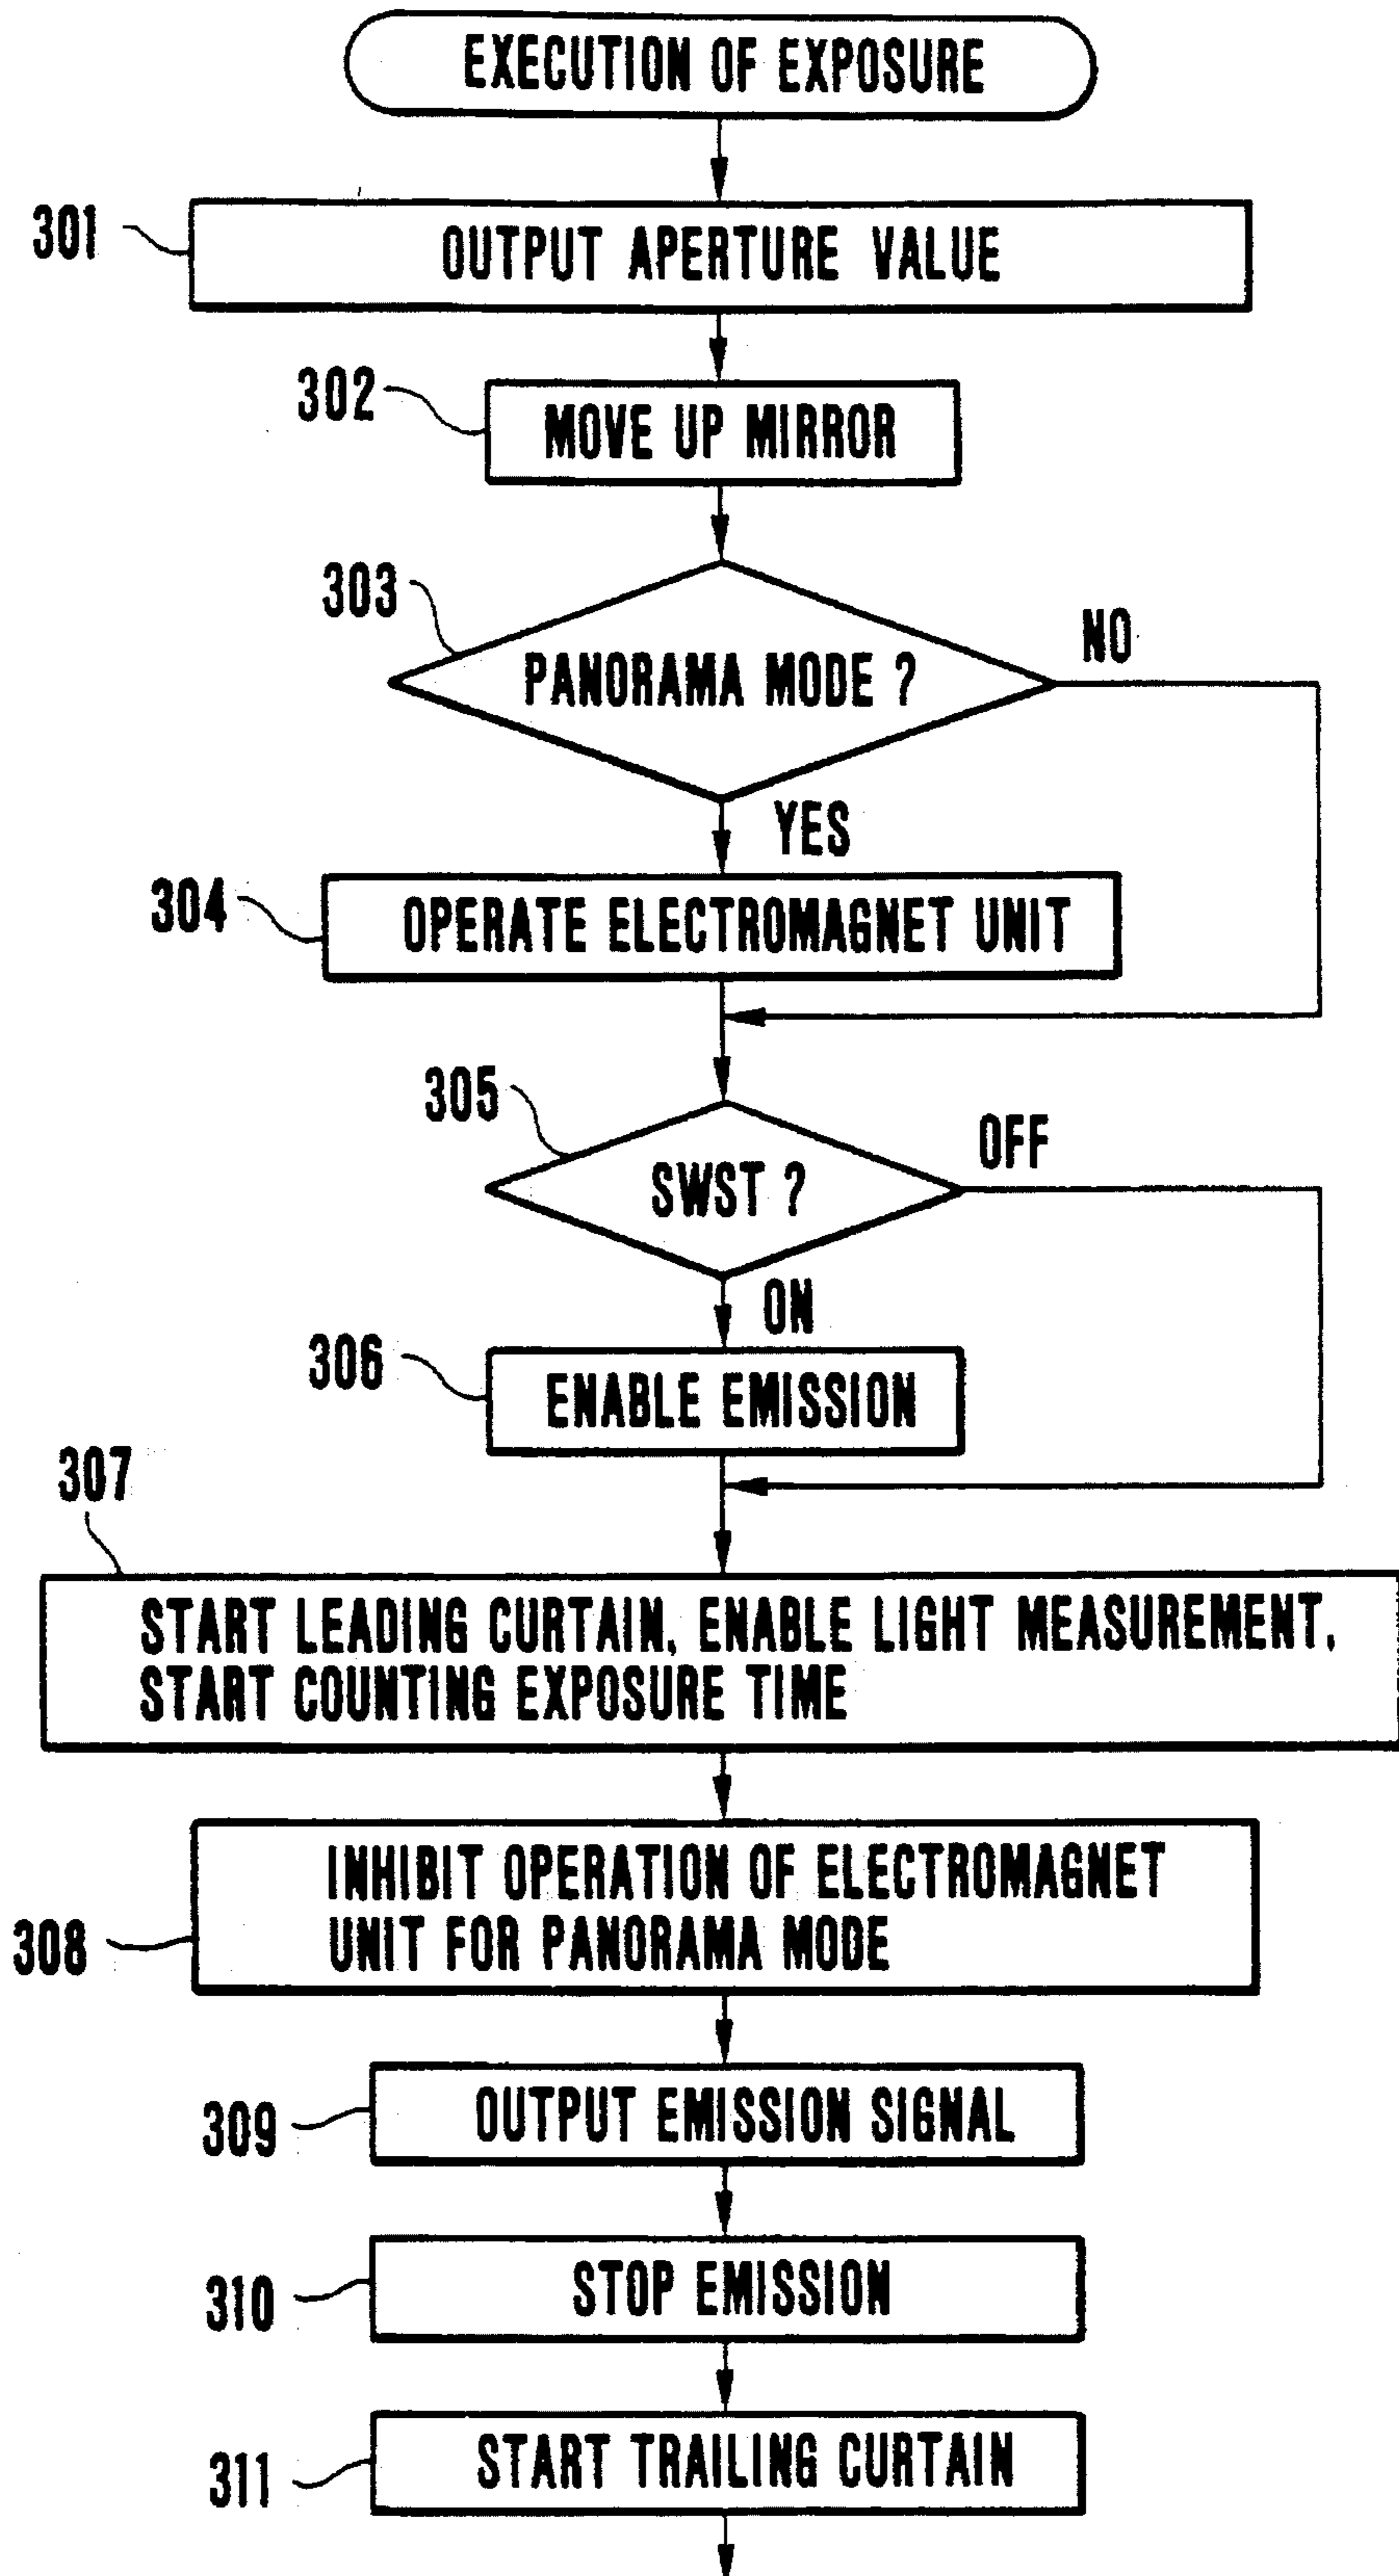 EXECUTION OF EXPOSURE
301
OUTPUT APERTURE VALUE
302
MOVE UP MIRROR
303
PANORAMA MODE ?
NO
YES
304
OPERATE ELECTROMAGNET UNIT
305
SWST ?
OFF
ON
306
ENABLE EMISSION
307
START LEADING CURTAIN, ENABLE LIGHT MEASUREMENT,
START COUNTING EXPOSURE TIME
308
INHIBIT OPERATION OF ELECTROMAGNET
UNIT FOR PANORAMA MODE
309
OUTPUT EMISSION SIGNAL
310
STOP EMISSION
311
START TRAILING CURTAIN